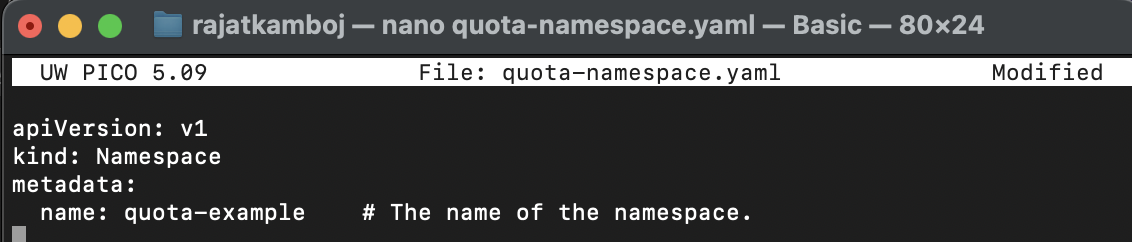 rajatkamboj — nano quota-namespace.yaml — Basic — 80×24
UW PICO 5.09 File: quota-namespace.yaml Modified
apiVersion: v1
kind: Namespace
metadata:
  name: quota-example    # The name of the namespace.